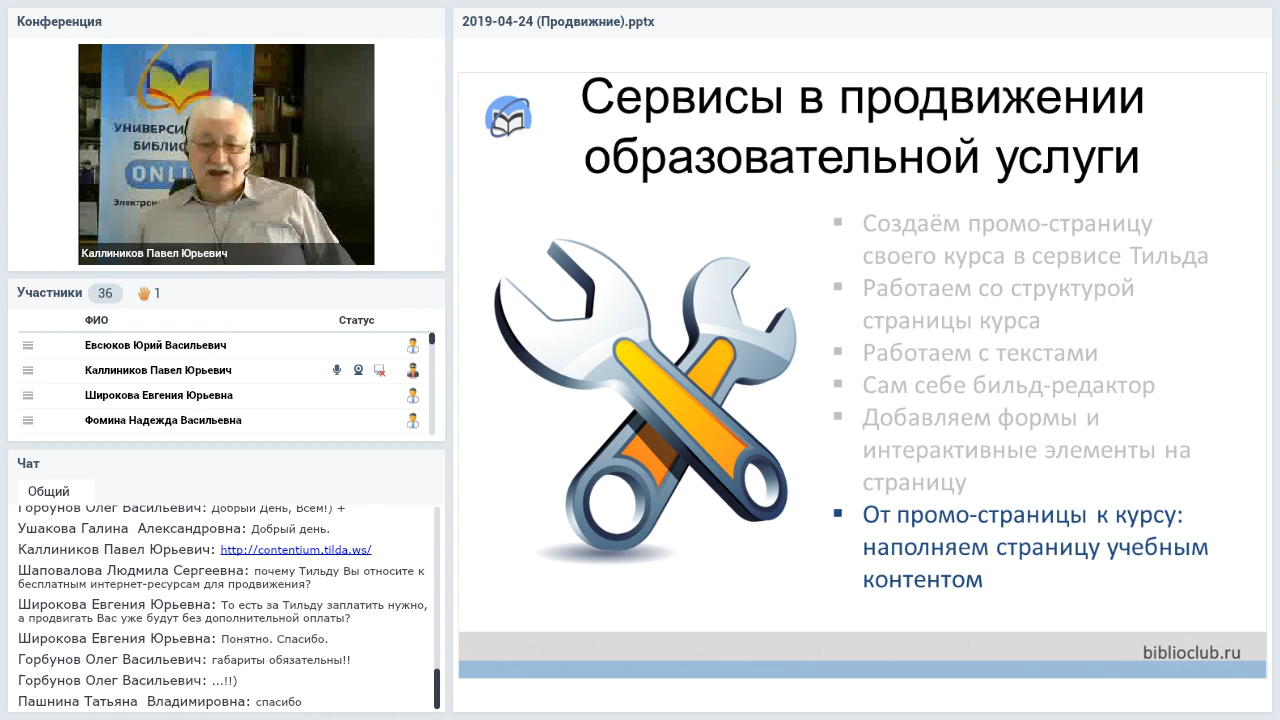 Конференция
УНИВЕРСИ
БИБЛИО
ONLI
Каллиников Павел Юрьевич
Участники 36 1
ФИО Статус
Евсюков Юрий Васильевич
Каллиников Павел Юрьевич
Широкова Евгения Юрьевна
Фомина Надежда Васильевна
Чат
Общий
Горбунов Олег Васильевич: Добрый День, Всем!) +
Ушакова Галина Александровна: Добрый день.
Каллиников Павел Юрьевич: http://contentium.tilda.ws/
Шаповалова Людмила Сергеевна: почему Тильду Вы относите к
бесплатным интернет-ресурсам для продвижения?
Широкова Евгения Юрьевна: То есть за Тильду заплатить нужно,
а продвигать Вас уже будут без дополнительной оплаты?
Широкова Евгения Юрьевна: Понятно. Спасибо.
Горбунов Олег Васильевич: габариты обязательны!!
Горбунов Олег Васильевич: ...!!)
Пашнина Татьяна Владимировна: спасибо
2019-04-24 (Продвижние).pptx
Сервисы в продвижении
образовательной услуги
Создаём промо-страницу
своего курса в сервисе Тильда
Работаем со структурой
страницы курса
Работаем с текстами
Сам себе бильд-редактор
Добавляем формы и
интерактивные элементы на
страницу
От промо-страницы к курсу:
наполняем страницу учебным
контентом
biblioclub.ru